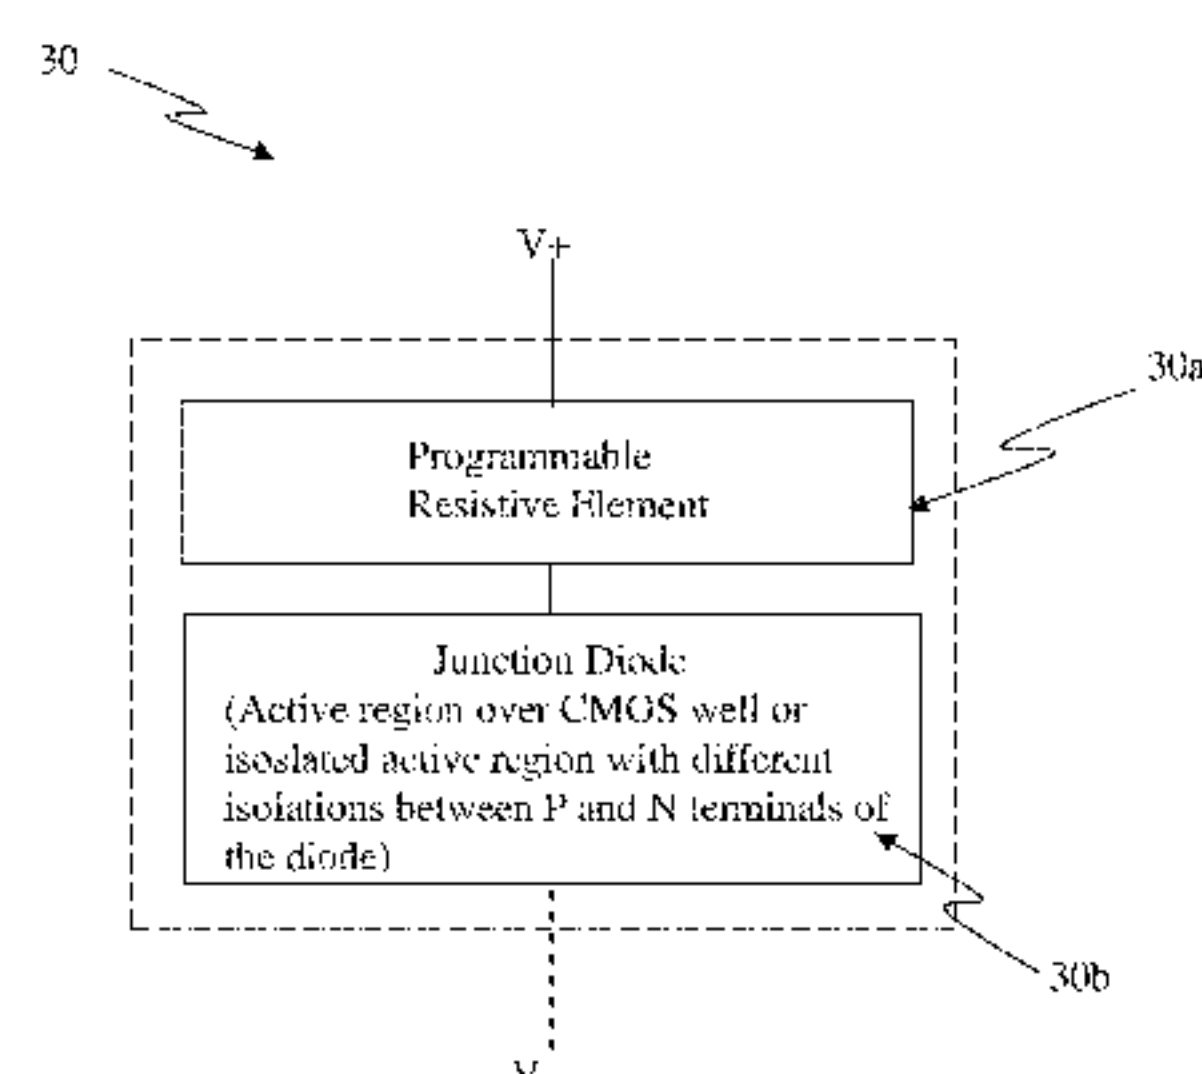 30
V+
30a
Programmable
Resistive Element
Junction Diode
(Active region over CMOS well or
isoslated active region with different
isolations between P and N terminals of
the diode)
30b
V